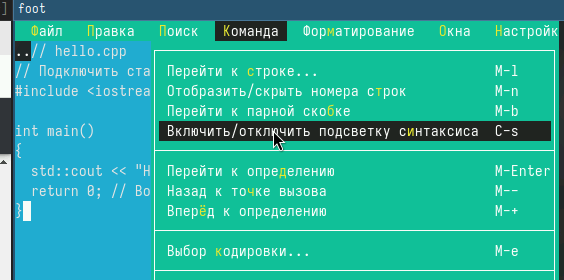 foot
Файл Правка Поиск Команда Форматирование Окна Настройк
..// hello.cpp
// Подключить ста
#include <iostrea
int main()
{
std::cout << "H
return 0; // Во
}
Перейти к строке... M-l
Отобразить/скрыть номера строк M-n
Перейти к парной скобке M-b
Включить/отключить подсветку синтаксиса C-s
Перейти к определению M-Enter
Назад к точке вызова M--
Вперёд к определению M-+
Выбор кодировки... M-e